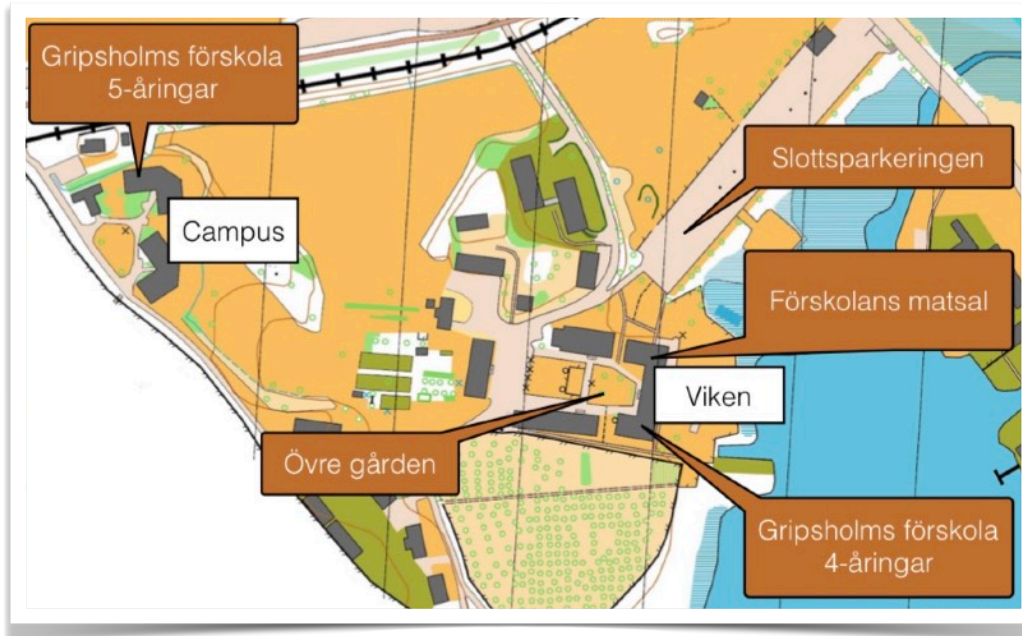 Gripsholms förskola
5-åringar
Campus
Slottsparkeringen
Förskolans matsal
Viken
Övre gården
Gripsholms förskola
4-åringar